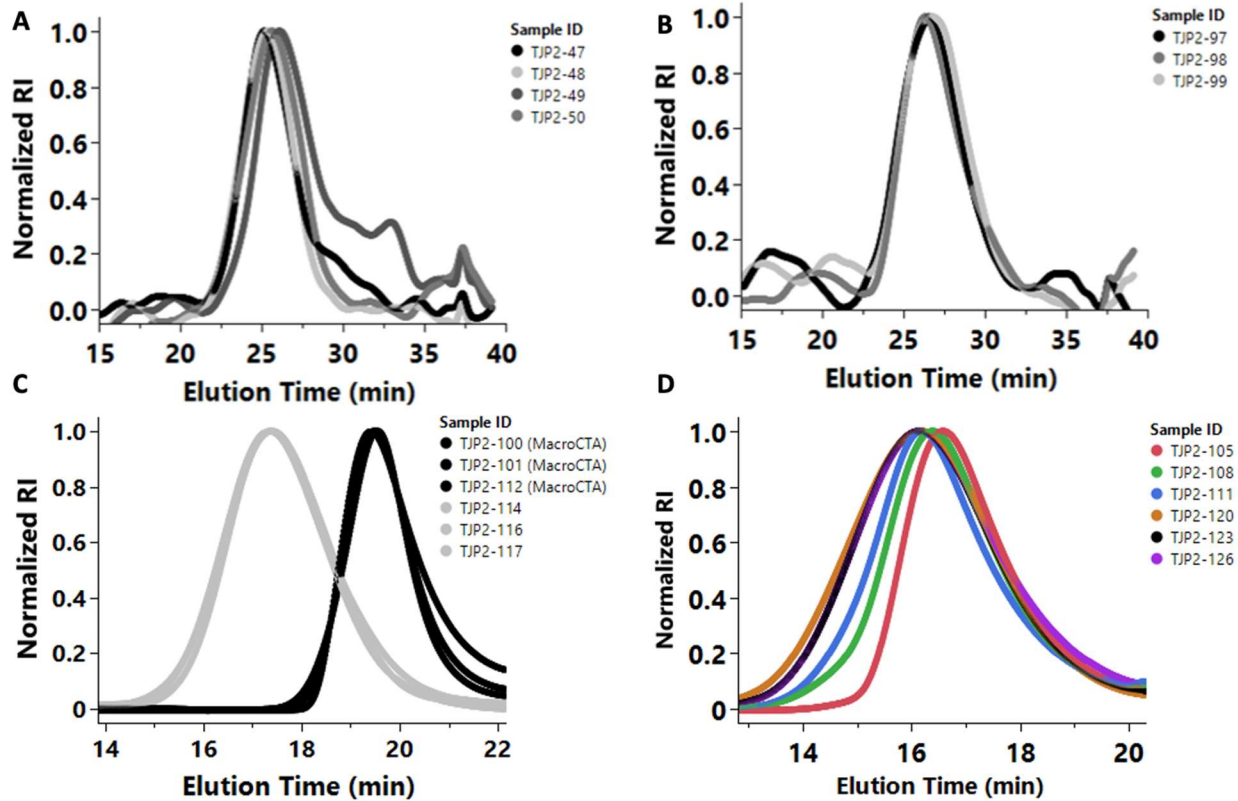 A
Normalized RI
1.0
0.8
0.6
0.4
0.2
0.0
15 20 25 30 35 40
Elution Time (min)
Sample ID
TJP2-47
TJP2-48
TJP2-49
TJP2-50
B
Normalized RI
1.0
0.8
0.6
0.4
0.2
0.0
15 20 25 30 35 40
Elution Time (min)
Sample ID
TJP2-97
TJP2-98
TJP2-99
C
Normalized RI
1.0
0.8
0.6
0.4
0.2
0
14 16 18 20 22
Elution Time (min)
Sample ID
TJP2-100 (MacroCTA)
TJP2-101 (MacroCTA)
TJP2-112 (MacroCTA)
TJP2-114
TJP2-116
TJP2-117
D
Normalized RI
1.0
0.8
0.6
0.4
0.2
0
14 16 18 20
Elution Time (min)
Sample ID
TJP2-105
TJP2-108
TJP2-111
TJP2-120
TJP2-123
TJP2-126